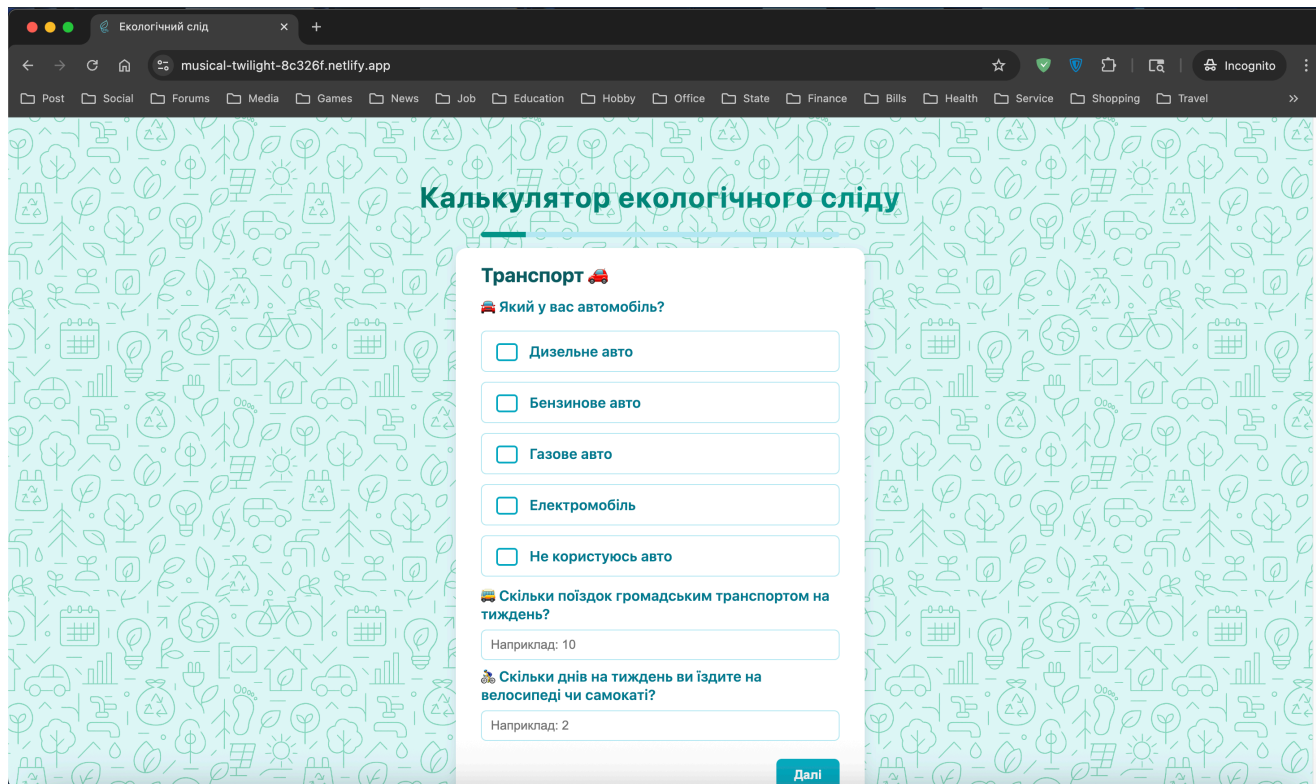 Екологічний слід
musical-twilight-8c326f.netlify.app
Incognito
Post Social Forums Media Games News Job Education Hobby Office State Finance Bills Health Service Shopping Travel
Калькулятор екологічного сліду
Транспорт
Який у вас автомобіль?
Дизельне авто
Бензинове авто
Газове авто
Електромобіль
Не користуюсь авто
Скільки поїздок громадським транспортом на
тиждень?
Наприклад: 10
Скільки днів на тиждень ви їздите на
велосипеді чи самокаті?
Наприклад: 2
Далі